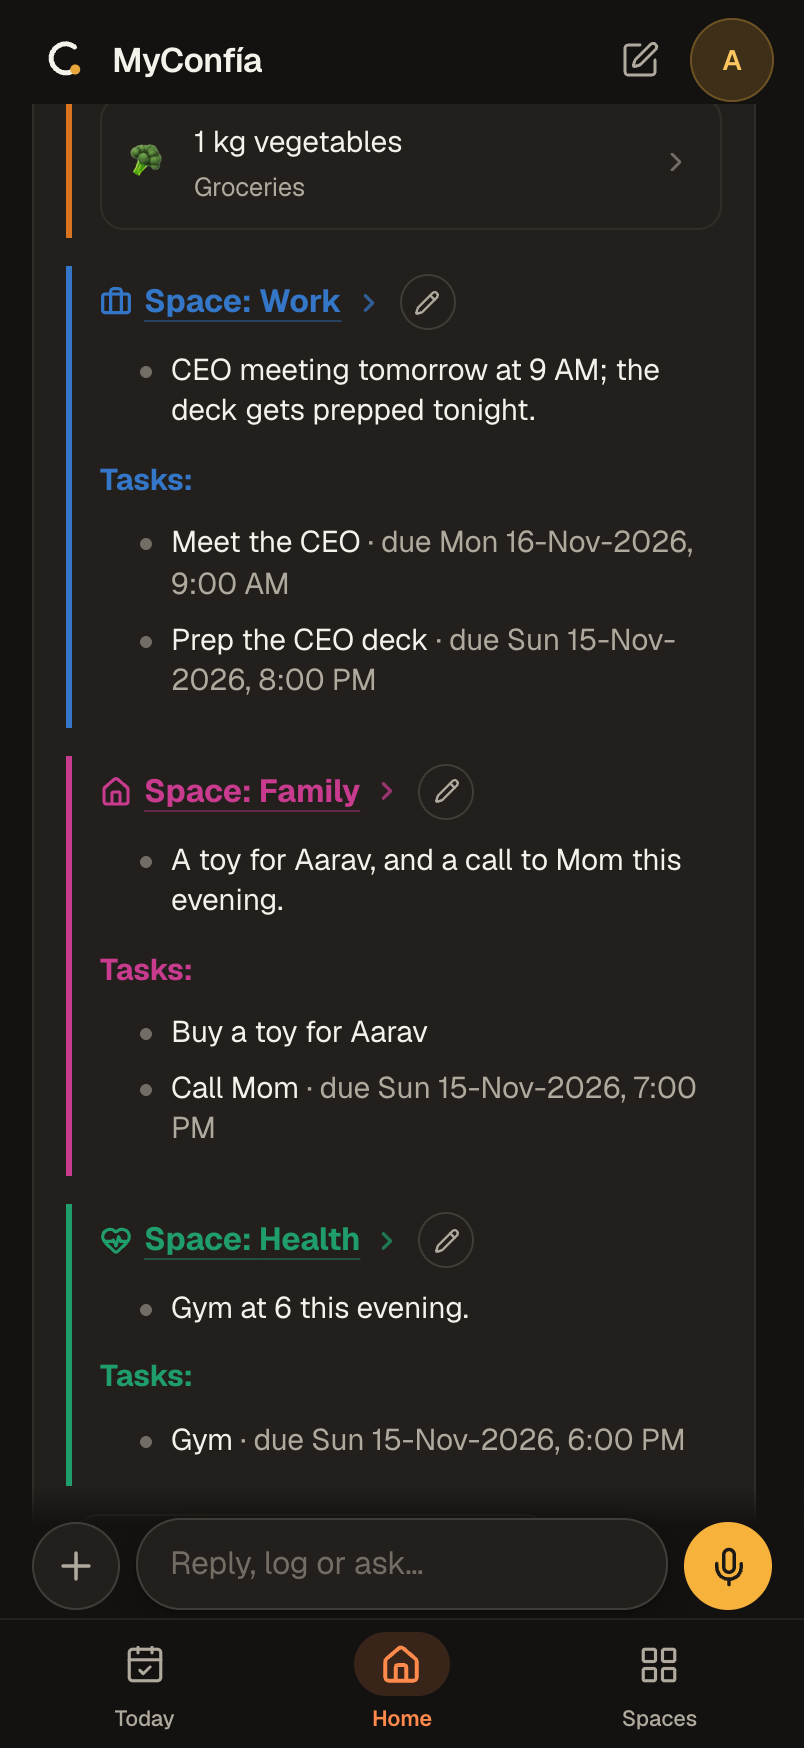 MyConfía
A
1 kg vegetables
Groceries
Space: Work
CEO meeting tomorrow at 9 AM; the
deck gets prepped tonight.
Tasks:
Meet the CEO · due Mon 16-Nov-2026,
9:00 AM
Prep the CEO deck · due Sun 15-Nov-
2026, 8:00 PM
Space: Family
A toy for Aarav, and a call to Mom this
evening.
Tasks:
Buy a toy for Aarav
Call Mom · due Sun 15-Nov-2026, 7:00
PM
Space: Health
Gym at 6 this evening.
Tasks:
Gym · due Sun 15-Nov-2026, 6:00 PM
Reply, log or ask…
Today
Home
Spaces